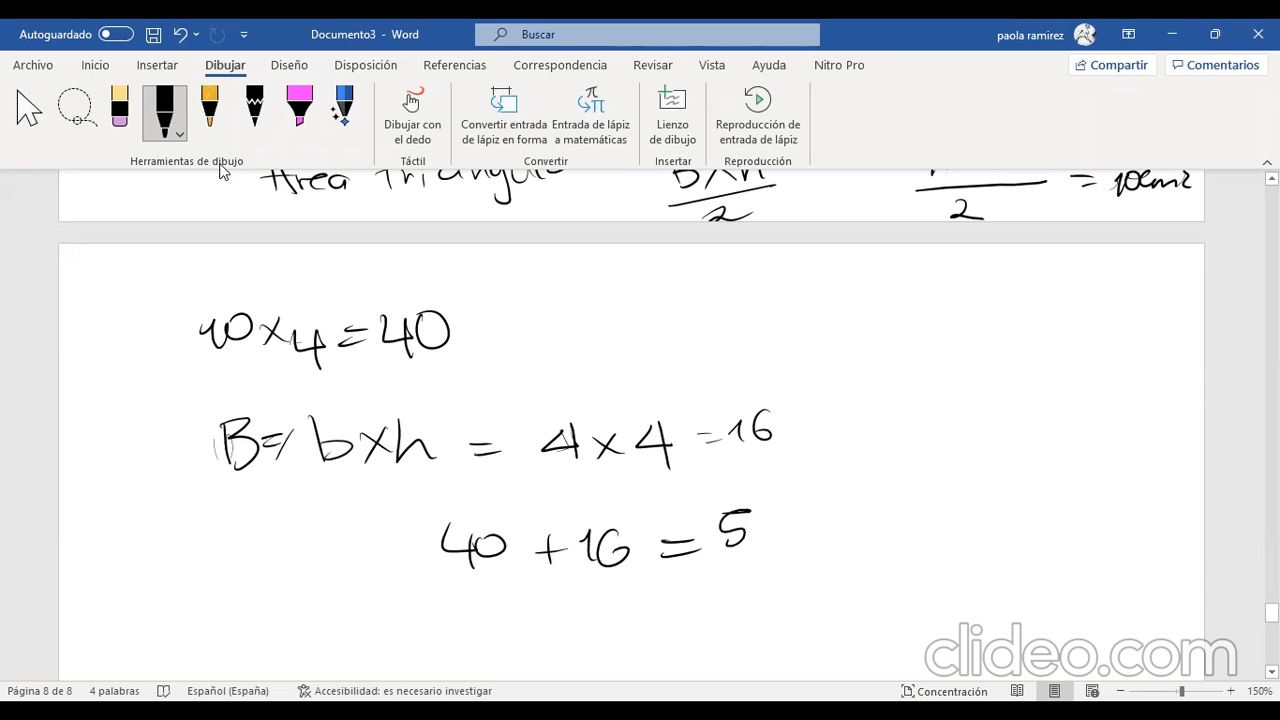 Autoguardado Documento3 - Word Buscar paola ramirez
Archivo Inicio Insertar Dibujar Diseño Disposición Referencias Correspondencia Revisar Vista Ayuda Nitro Pro Compartir Comentarios
Dibujar con el dedo
Convertir entrada de lápiz en forma
Entrada de lápiz a matemáticas
Lienzo de dibujo
Reproducción de entrada de lápiz
Herramientas de dibujo Táctil Convertir Insertar Reproducción
Area Triangulo bxh/2 /2 = 10cm2
10x4=40
B= bxh = 4x4 =16
40 +16 = 5
clideo.com
Página 8 de 8 4 palabras Español (España) Accesibilidad: es necesario investigar Concentración 150%